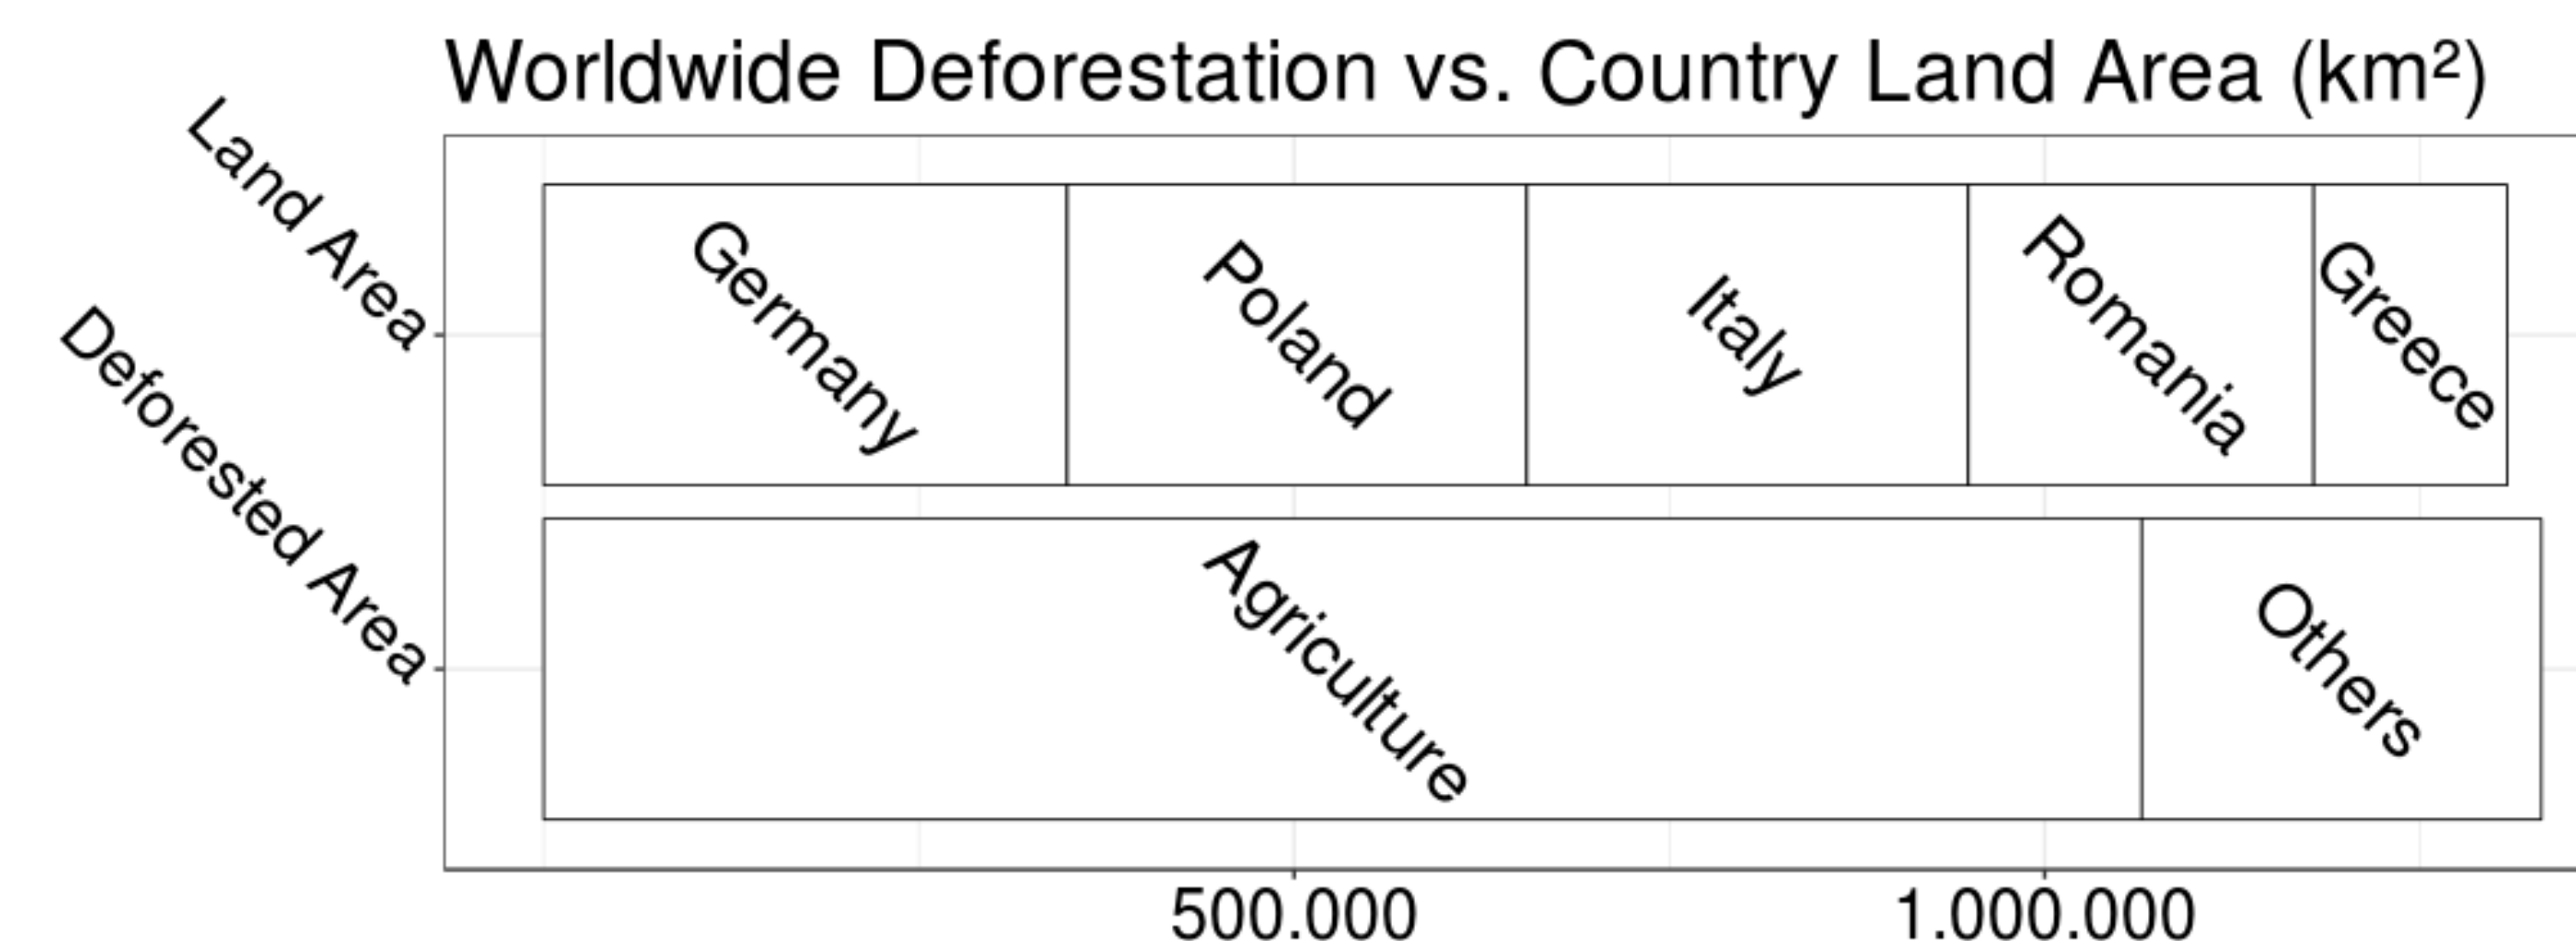 Worldwide Deforestation vs. Country Land Area (km²)
Land Area
Germany
Poland
Italy
Romania
Greece
Deforested Area
Agriculture
Others
500.000
1.000.000